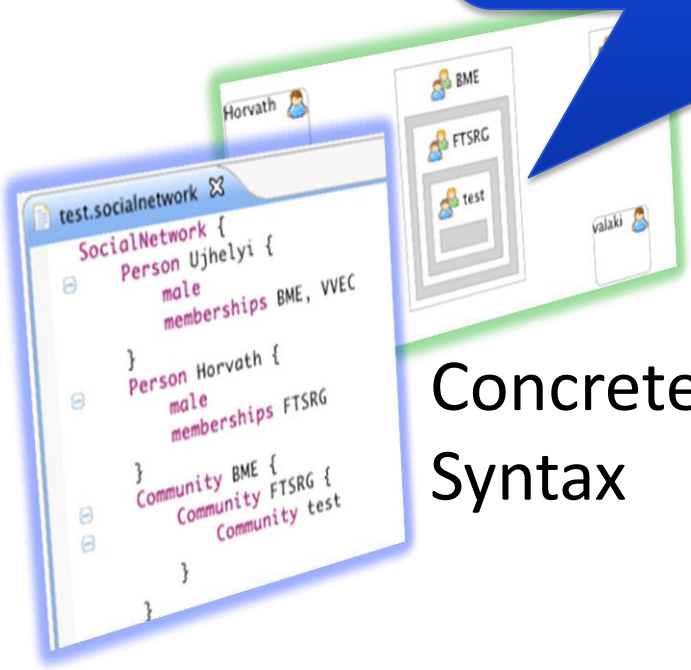 Horvath
BME
FTSRG
test
valaki
test.socialnetwork
SocialNetwork {
Person Ujhelyi {
male
memberships BME, VVEC
}
Person Horvath {
male
memberships FTSRG
}
Community BME {
Community FTSRG {
Community test
}
}
Concrete
Syntax